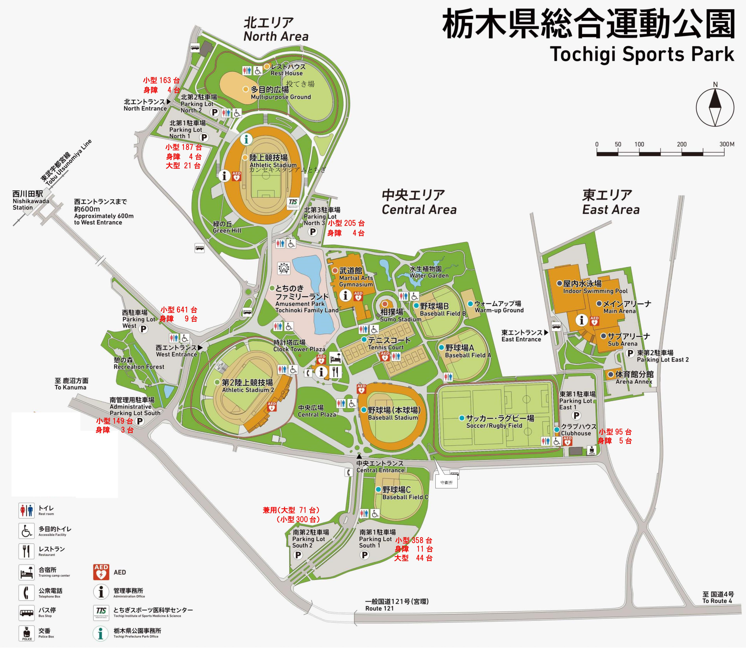 栃木県総合運動公園
Tochigi Sports Park
北エリア
North Area
レストハウス
Rest House
投てき場
多目的広場
Multipurpose Ground
小型 163 台
身障 4 台
北第2駐車場
Parking Lot
North 2
P
北エントランス
North Entrance
北第1駐車場
Parking Lot
North 1
P
小型 187 台
身障 4 台
大型 21 台
陸上競技場
Athletic Stadium
カンセキスタジアムとちぎ
TIS
N
0 50 100 200 300M
東武宇都宮線
Tobu Utsunomiya Line
西川田駅
Nishikawada
Station
西エントランスまで
約600m
Approximately 600m
to West Entrance
緑の丘
Green Hill
北第3駐車場
Parking Lot
North 3
P
小型 205 台
身障 4 台
中央エリア
Central Area
東エリア
East Area
武道館
Martial Arts
Gymnasium
水生植物園
Water Garden
とちのき
ファミリーランド
Amusement Park
Tochinoki Family Land
相撲場
Sumo Stadium
野球場B
Baseball Field B
ウォームアップ場
Warm-up Ground
屋内水泳場
Indoor Swimming Pool
メインアリーナ
Main Arena
サブアリーナ
Sub Arena
東エントランス
East Entrance
東第2駐車場
Parking Lot East 2
P
体育館分館
Arena Annex
西駐車場
Parking Lot
West
P
小型 641 台
身障 9 台
西エントランス
West Entrance
憩の森
Recreation Forest
時計塔広場
Clock Tower Plaza
テニスコート
Tennis Court
野球場A
Baseball Field A
至 鹿沼方面
To Kanuma
南管理用駐車場
Administrative
Parking Lot South
P
小型 149 台
身障 3 台
第2陸上競技場
Athletic Stadium 2
中央広場
Central Plaza
野球場(本球場)
Baseball Stadium
サッカー・ラグビー場
Soccer/Rugby Field
東第1駐車場
Parking Lot
East 1
P
クラブハウス
Clubhouse
小型 95 台
身障 5 台
中央エントランス
Central Entrance
野球場C
Baseball Field C
兼用(大型 71 台)
(小型 300 台)
南第2駐車場
Parking Lot
South 2
P
南第1駐車場
Parking Lot
South 1
P
小型 358 台
身障 11 台
大型 44 台
一般国道121号(宮環)
Route 121
至 国道4号
To Route 4
トイレ
Rest room
多目的トイレ
Accessible Facility
レストラン
Restaurant
合宿所
Training camp center
公衆電話
Telephone Box
バス停
Bus Stop
交番
Police Box
AED
AED
管理事務所
Administration Office
TIS
とちぎスポーツ医科学センター
Tochigi Institute of Sports Medicine & Science
栃木県公園事務所
Tochigi Prefecture Park Office